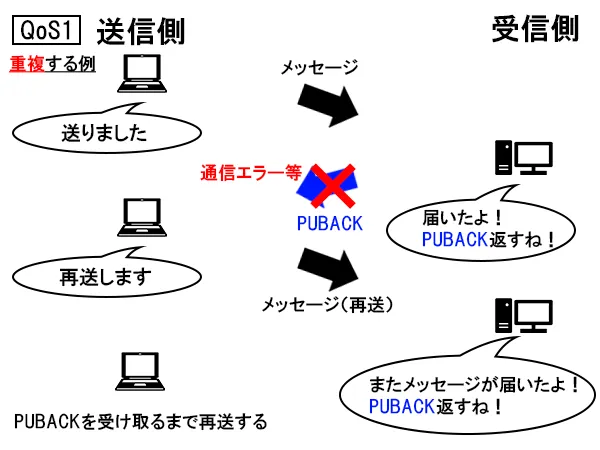 QoS1 送信側
受信側
重複する例
メッセージ
送りました
通信エラー等
PUBACK
届いたよ！
PUBACK返すね！
再送します
メッセージ（再送）
またメッセージが届いたよ！
PUBACK返すね！
PUBACKを受け取るまで再送する